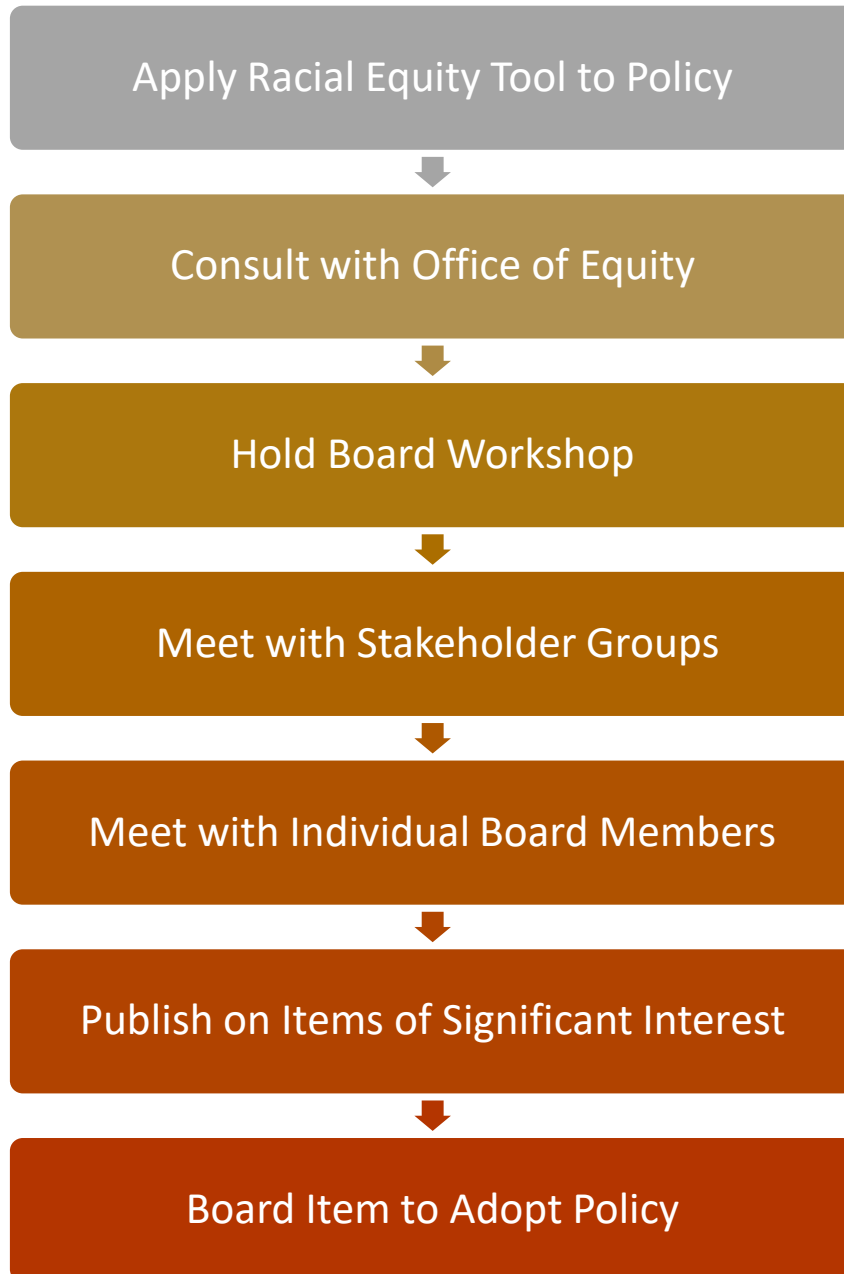 Apply Racial Equity Tool to Policy
Consult with Office of Equity
Hold Board Workshop
Meet with Stakeholder Groups
Meet with Individual Board Members
Publish on Items of Significant Interest
Board Item to Adopt Policy